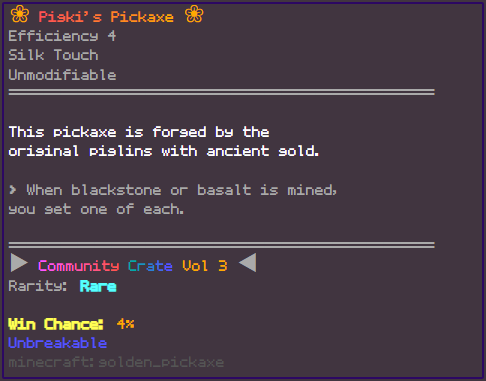 ❀ Pigki's Pickaxe ❀
Efficiency 4
Silk Touch
Unmodifiable
This pickaxe is forged by the
original piglins with ancient gold.
> When blackstone or basalt is mined,
you get one of each.
▶ Community Crate Vol 3 ◀
Rarity: Rare
Win Chance: 4%
Unbreakable
minecraft:golden_pickaxe